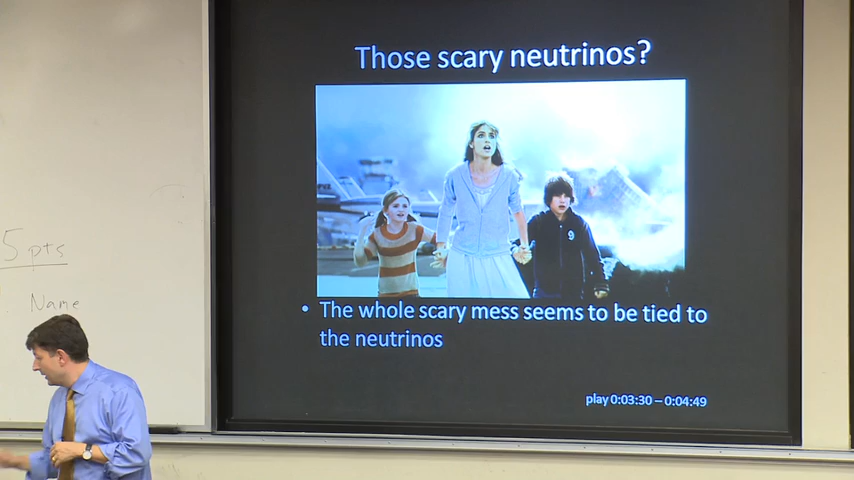 Those scary neutrinos?
9
• The whole scary mess seems to be tied to
the neutrinos
play 0:03:30 – 0:04:49
5 pts
Name